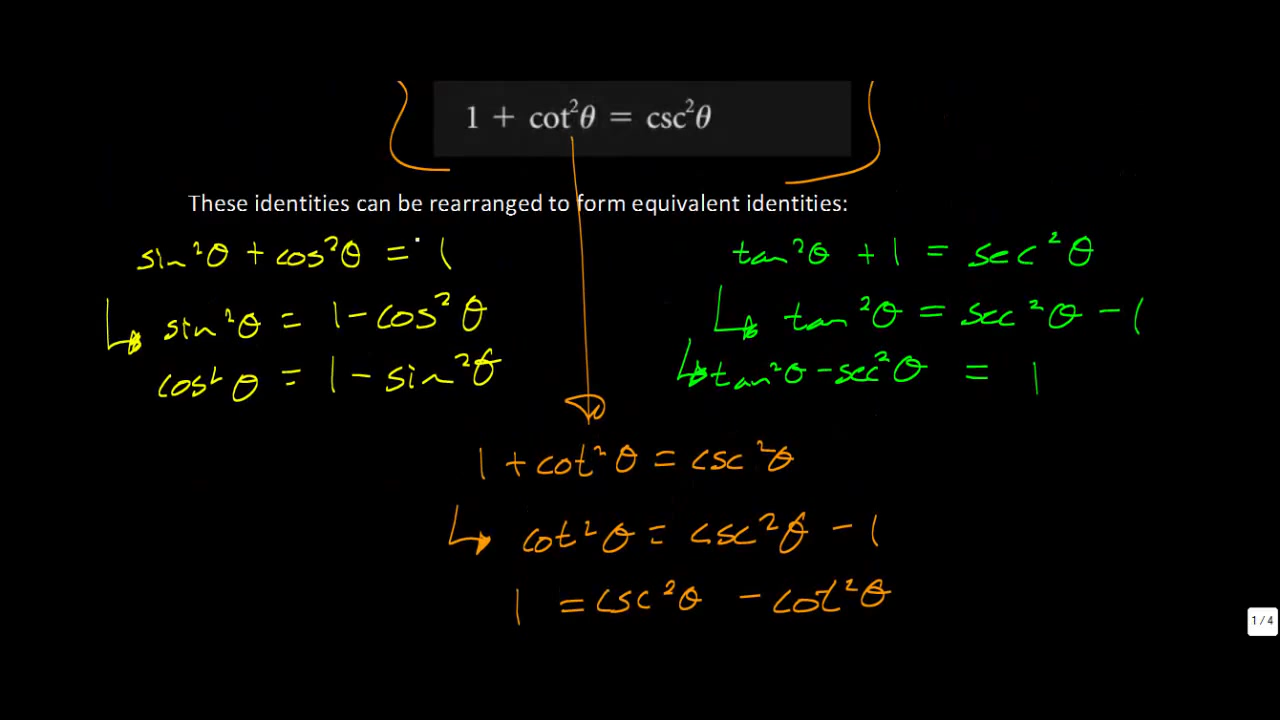 1 + cot²θ = csc²θ
These identities can be rearranged to form equivalent identities:
sin²θ + cos²θ = 1
↳ sin²θ = 1 - cos²θ
cos²θ = 1 - sin²θ
tan²θ + 1 = sec²θ
↳ tan²θ = sec²θ - 1
↳ tan²θ - sec²θ = 1
1 + cot²θ = csc²θ
↳ cot²θ = csc²θ - 1
1 = csc²θ - cot²θ
1 / 4